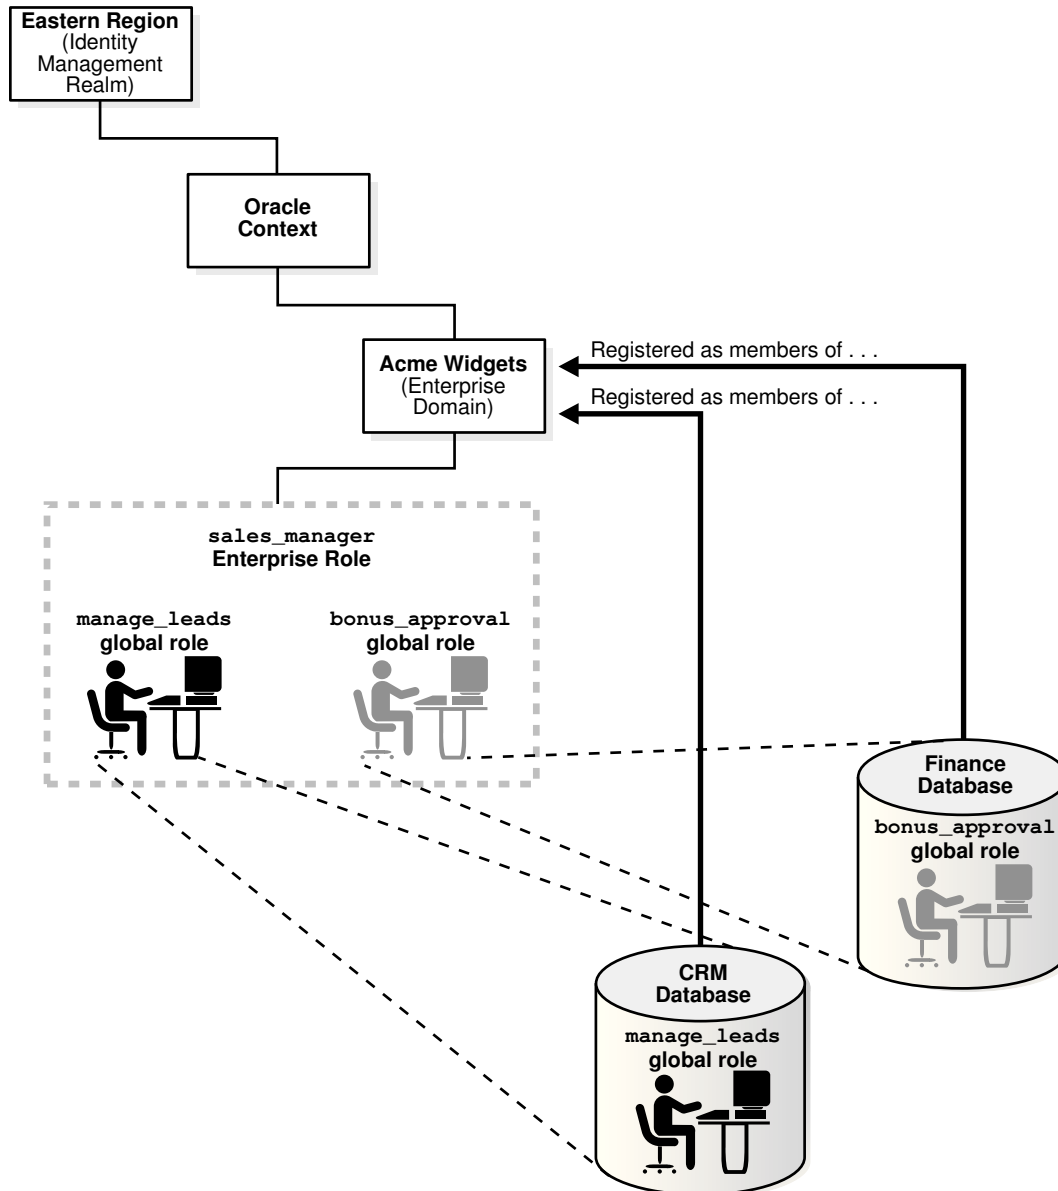 Eastern Region
(Identity
Management
Realm)
Oracle
Context
Acme Widgets
(Enterprise
Domain)
Registered as members of . . .
Registered as members of . . .
sales_manager
Enterprise Role
manage_leads
global role
bonus_approval
global role
Finance
Database
bonus_approval
global role
CRM
Database
manage_leads
global role